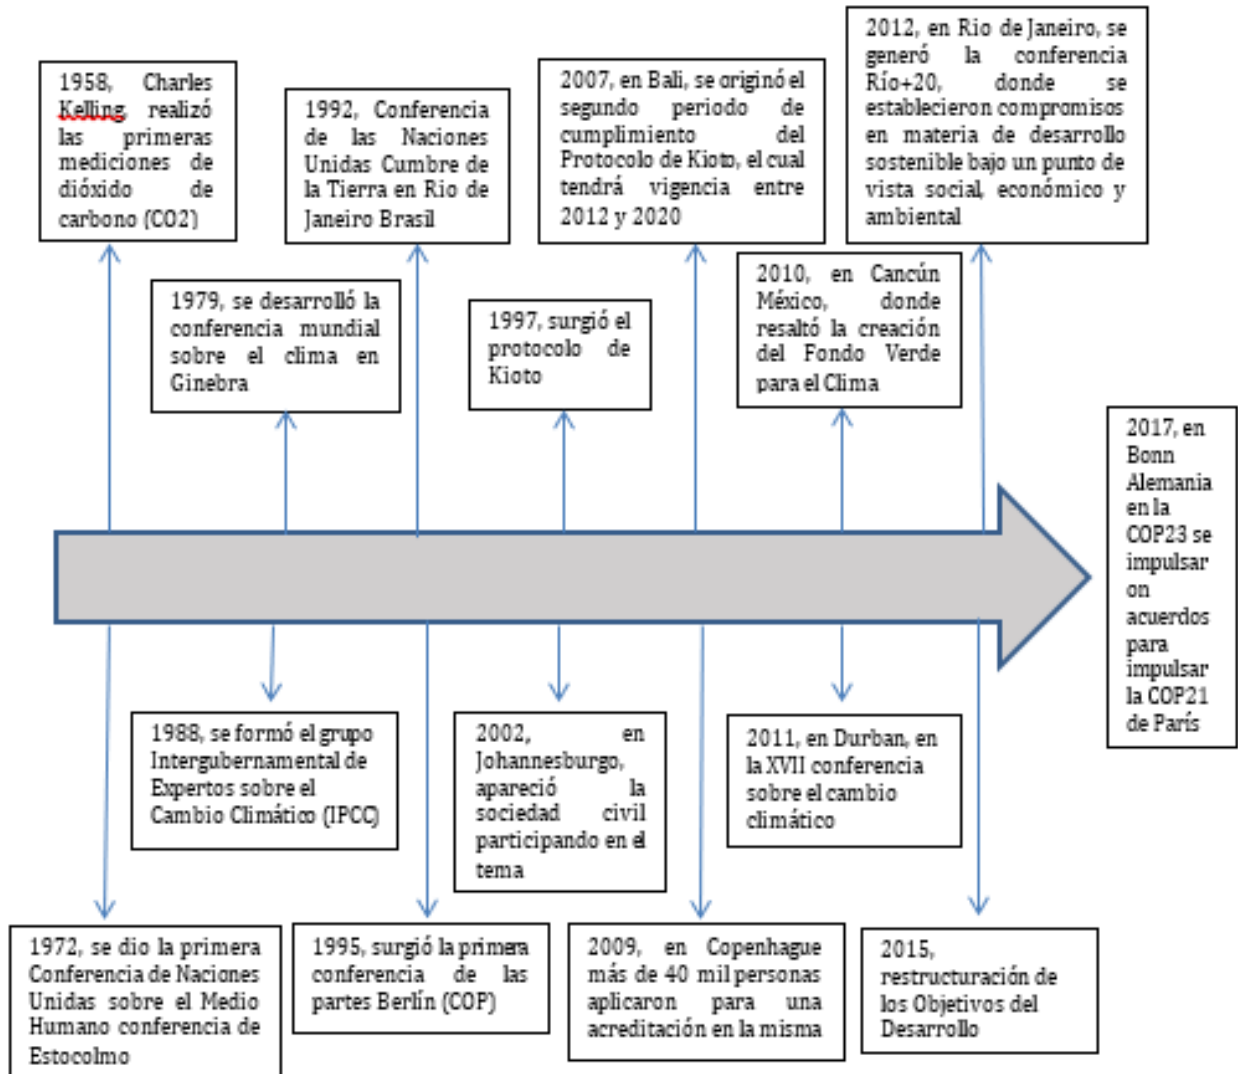 1958, Charles
Kelling, realizó
las primeras
mediciones de
dióxido de
carbono (CO2)
1992, Conferencia
de las Naciones
Unidas Cumbre de
la Tierra en Rio de
Janeiro Brasil
2007, en Bali, se originó el
segundo periodo de
cumplimiento del
Protocolo de Kioto, el cual
tendrá vigencia entre
2012 y 2020
2012, en Rio de Janeiro, se
generó la conferencia
Río+20, donde se
establecieron compromisos
en materia de desarrollo
sostenible bajo un punto de
vista social, económico y
ambiental
1979, se desarrolló la
conferencia mundial
sobre el clima en
Ginebra
1997, surgió el
protocolo de
Kioto
2010, en Cancún
México, donde
resaltó la creación
del Fondo Verde
para el Clima
2017, en
Bonn
Alemania
en la
COP23 se
impulsar
on
acuerdos
para
impulsar
la COP21
de París
1988, se formó el grupo
Intergubernamental de
Expertos sobre el
Cambio Climático (IPCC)
2002, en
Johannesburgo,
apareció la
sociedad civil
participando en el
tema
2011, en Durban, en
la XVII conferencia
sobre el cambio
climático
1972, se dio la primera
Conferencia de Naciones
Unidas sobre el Medio
Humano conferencia de
Estocolmo
1995, surgió la primera
conferencia de las
partes Berlín (COP)
2009, en Copenhague
más de 40 mil personas
aplicaron para una
acreditación en la misma
2015,
restructuración de
los Objetivos del
Desarrollo